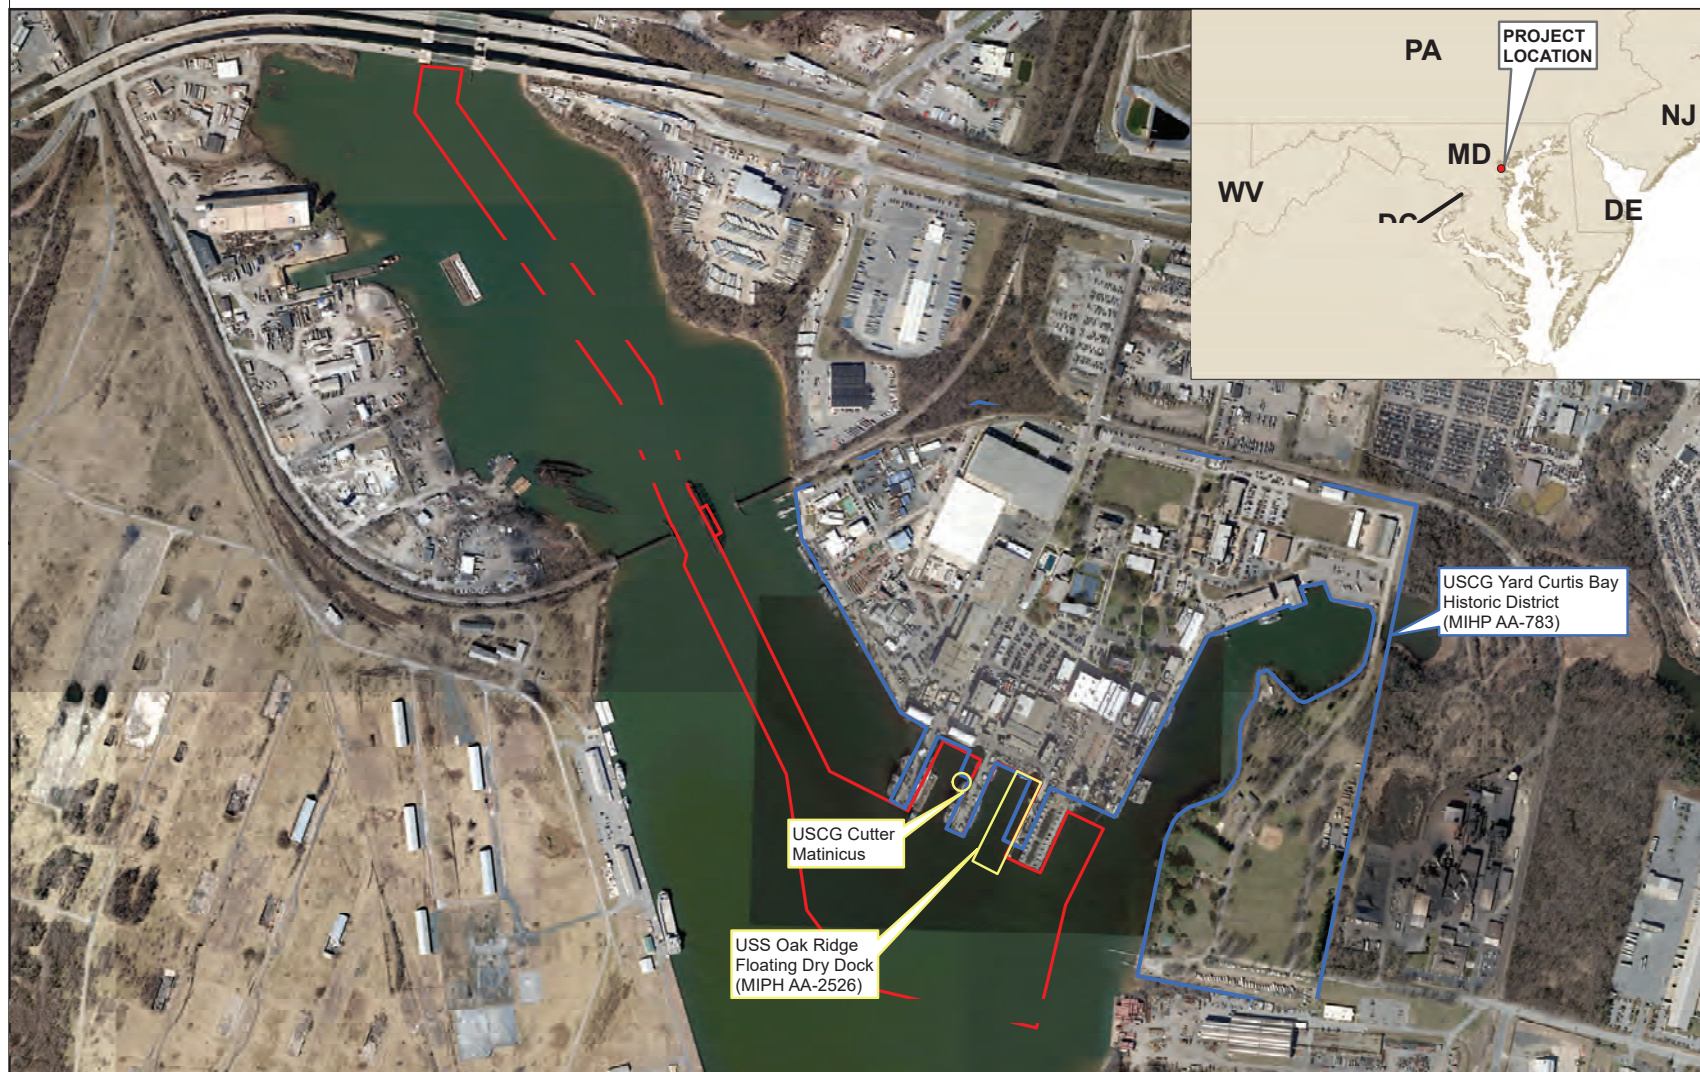 PROJECT
LOCATION
PA
NJ
MD
WV
DE
USCG Yard Curtis Bay
Historic District
(MIHP AA-783)
USCG Cutter
Matinicus
USS Oak Ridge
Floating Dry Dock
(MIPH AA-2526)